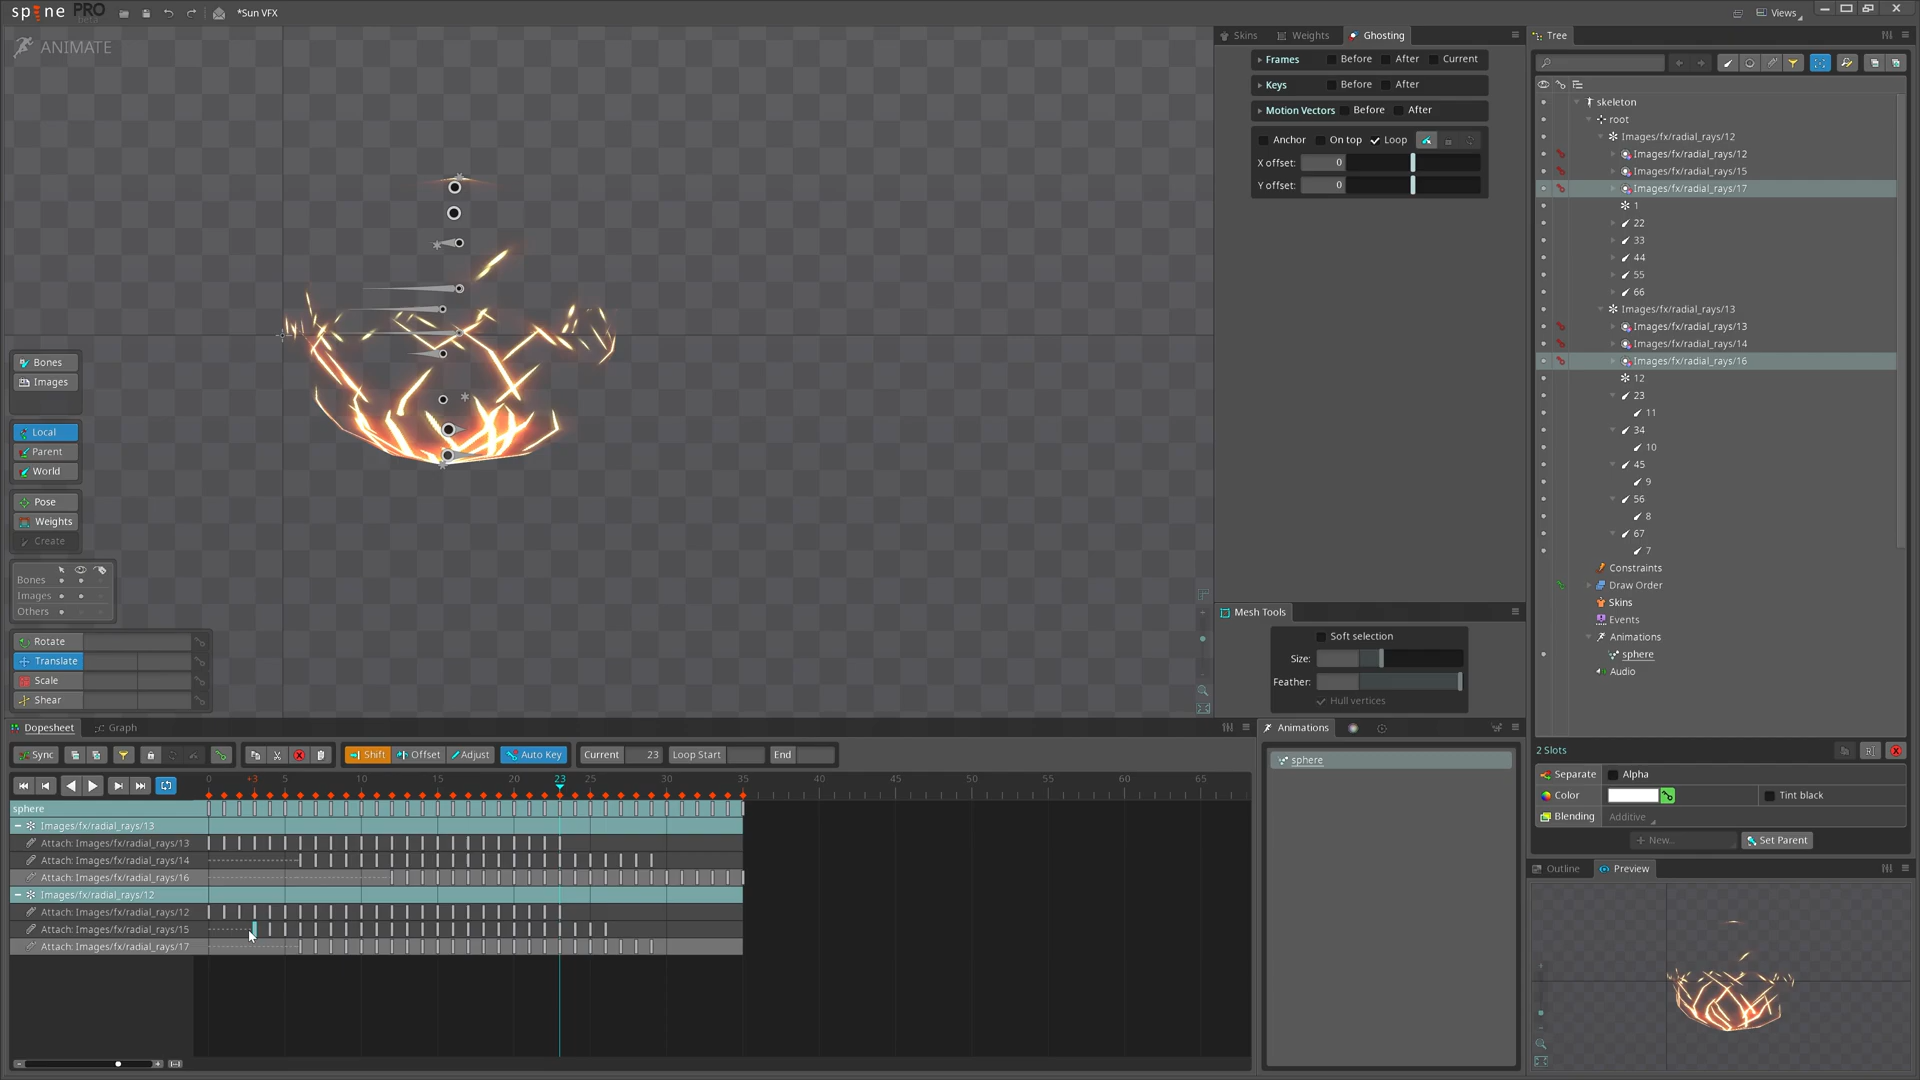 spine PRO beta
*Sun VFX
Views
ANIMATE
Bones
Images
Local
Parent
World
Pose
Weights
Create
Bones
Images
Others
Rotate
Translate
Scale
Shear
Skins Weights Ghosting
Frames Before After Current
Keys Before After
Motion Vectors Before After
Anchor On top Loop
X offset: 0
Y offset: 0
Mesh Tools
Soft selection
Size:
Feather:
Hull vertices
Tree
skeleton
root
Images/fx/radial_rays/12
Images/fx/radial_rays/12
Images/fx/radial_rays/15
Images/fx/radial_rays/17
1
22
33
44
55
66
Images/fx/radial_rays/13
Images/fx/radial_rays/13
Images/fx/radial_rays/14
Images/fx/radial_rays/16
12
23
11
34
10
45
9
56
8
67
7
Constraints
Draw Order
Skins
Events
Animations
sphere
Audio
2 Slots
Separate Alpha
Color Tint black
Blending Additive
+ New... Set Parent
Outline Preview
Dopesheet Graph
Sync Shift Offset Adjust Auto Key Current 23 Loop Start End
0 +3 5 10 15 20 23 25 30 35 40 45 50 55 60 65
sphere
Images/fx/radial_rays/13
Attach: Images/fx/radial_rays/13
Attach: Images/fx/radial_rays/14
Attach: Images/fx/radial_rays/16
Images/fx/radial_rays/12
Attach: Images/fx/radial_rays/12
Attach: Images/fx/radial_rays/15
Attach: Images/fx/radial_rays/17
Animations
sphere